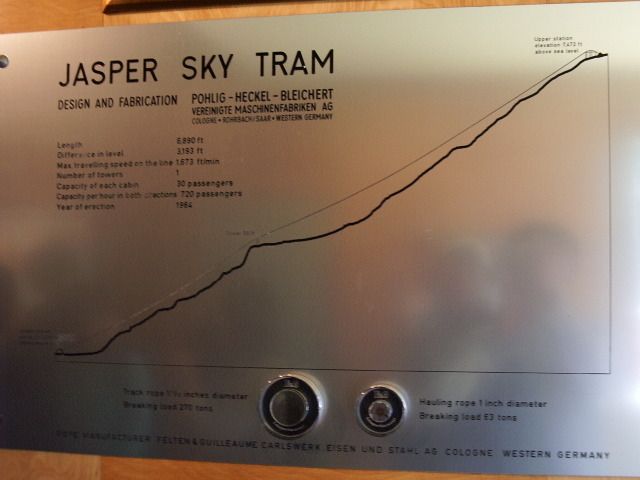 Upper station
elevation 7,472 ft
above sea level
JASPER SKY TRAM
DESIGN AND FABRICATION POHLIG-HECKEL-BLEICHERT
VEREINIGTE MASCHINENFABRIKEN AG
COLOGNE • ROHRBACH/SAAR • WESTERN GERMANY
Length 6,890 ft
Difference in level 3,193 ft
Max travelling speed on the line 1,673 ft/min
Number of towers 1
Capacity of each cabin 30 passengers
Capacity per hour in both directions 720 passengers
Year of erection 1964
Tower
Track rope inches diameter
Breaking load 270 tons
Hauling rope 1 inch diameter
Breaking load 63 tons
ROPE MANUFACTURER FELTEN & GUILLEAUME CARLSWERK, EISEN UND STAHL AG COLOGNE WESTERN GERMANY